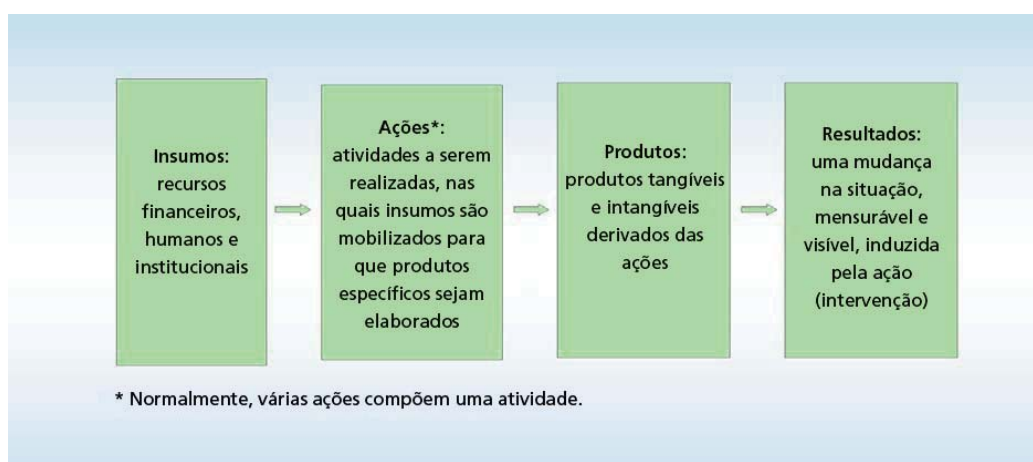 Insumos:
recursos
financeiros,
humanos e
institucionais
Ações*:
atividades a serem
realizadas, nas
quais insumos são
mobilizados para
que produtos
específicos sejam
elaborados
Produtos:
produtos tangíveis
e intangíveis
derivados das
ações
Resultados:
uma mudança
na situação,
mensurável e
visível, induzida
pela ação
(intervenção)
* Normalmente, várias ações compõem uma atividade.